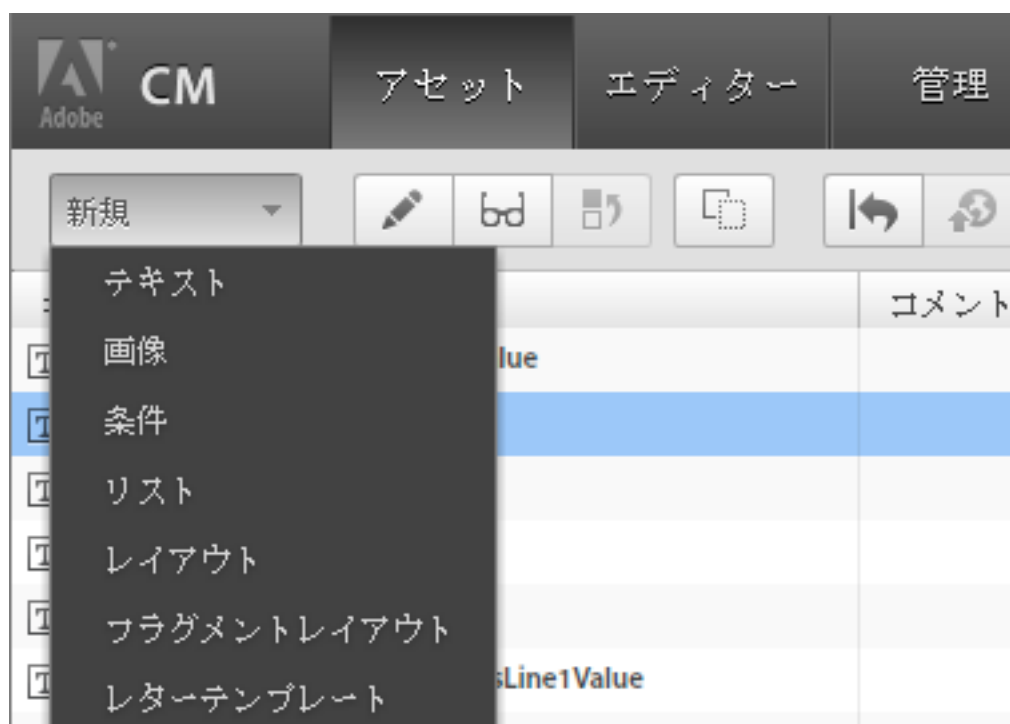 Adobe CM アセット エディター 管理
新規
テキスト
コメント
画像
lue
条件
リスト
レイアウト
フラグメントレイアウト
sLine1Value
レターテンプレート